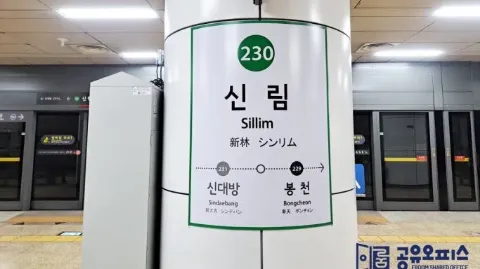 230
신 림
Sillim
新林 シンリム
231
229
신대방
봉 천
Sindaebang
Bongcheon
공유오피스